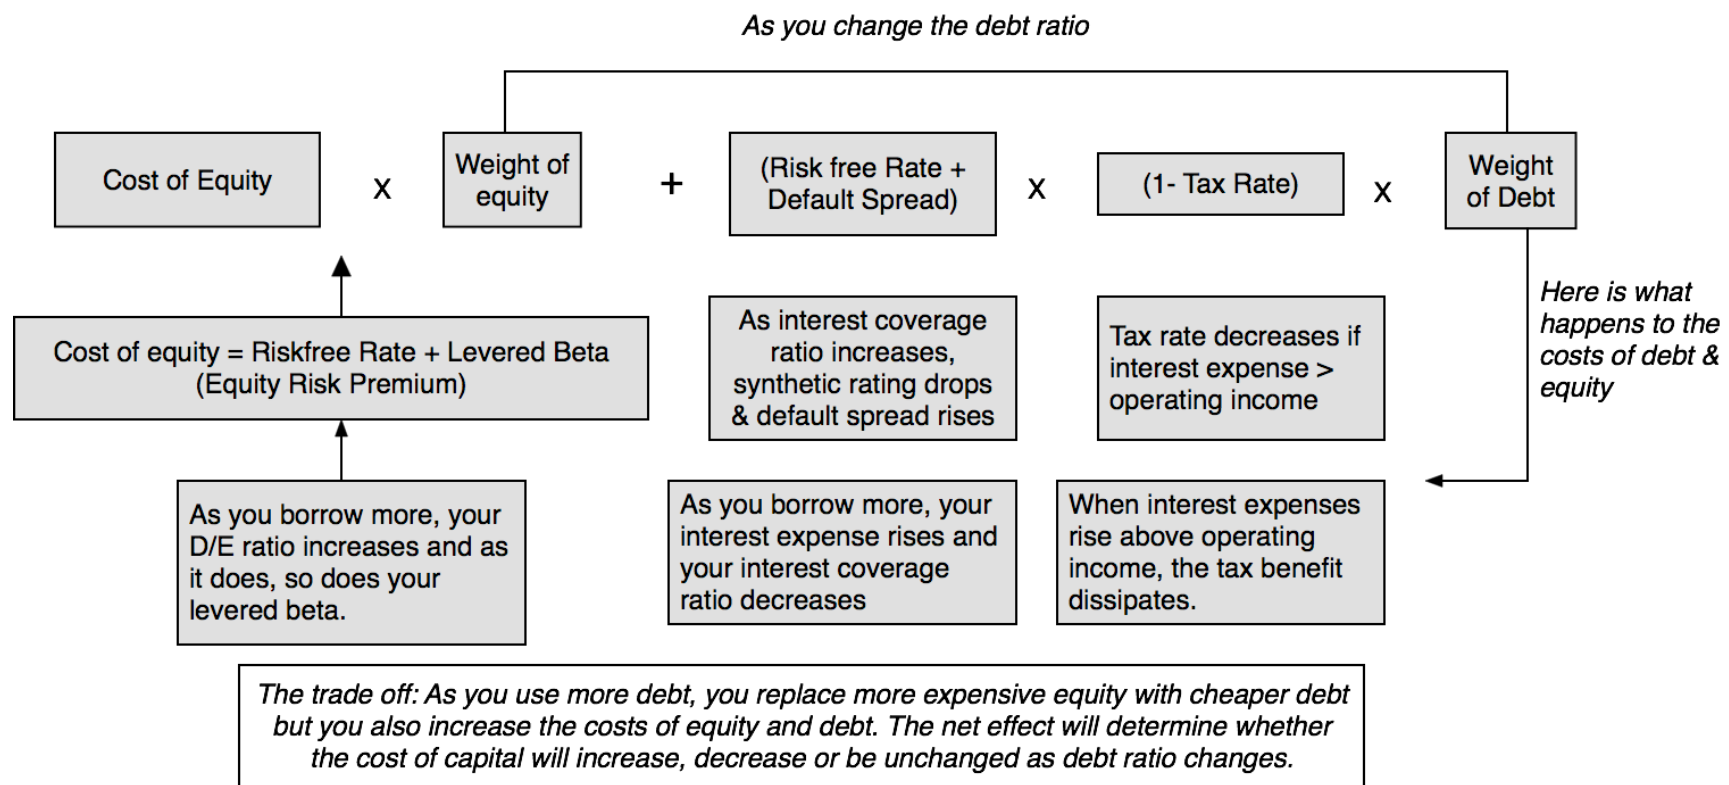 As you change the debt ratio
Cost of Equity
x
Weight of
equity
+
(Risk free Rate +
Default Spread)
x
(1- Tax Rate)
x
Weight
of Debt
Here is what
happens to the
costs of debt &
equity
Cost of equity = Riskfree Rate + Levered Beta
(Equity Risk Premium)
As interest coverage
ratio increases,
synthetic rating drops
& default spread rises
Tax rate decreases if
interest expense >
operating income
As you borrow more, your
D/E ratio increases and as
it does, so does your
levered beta.
As you borrow more, your
interest expense rises and
your interest coverage
ratio decreases
When interest expenses
rise above operating
income, the tax benefit
dissipates.
The trade off: As you use more debt, you replace more expensive equity with cheaper debt
but you also increase the costs of equity and debt. The net effect will determine whether
the cost of capital will increase, decrease or be unchanged as debt ratio changes.